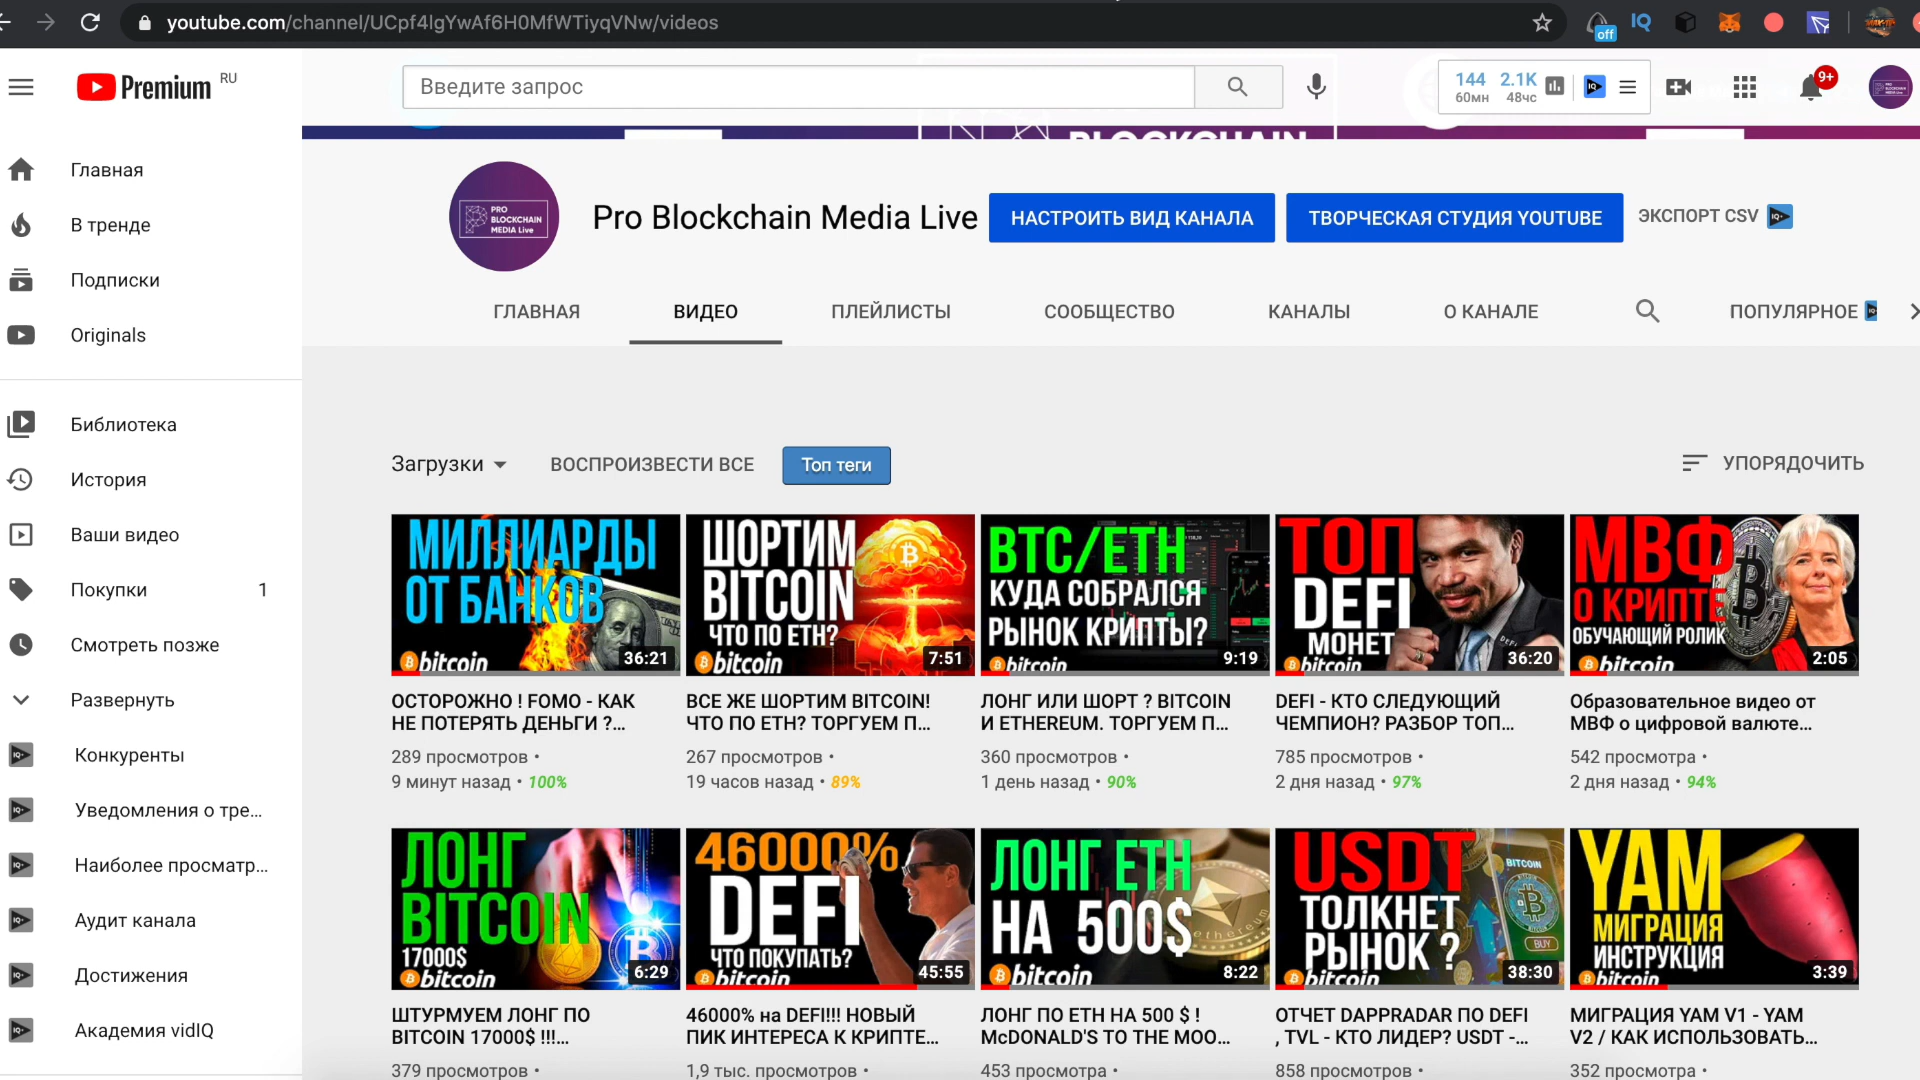 youtube.com/channel/UCpf4lgYwAf6H0MfWTiyqVNw/videos
off
IQ
Premium RU
Введите запрос
144 2.1K
60мн 48чс
9+
BLOCKCHAIN
Главная
В тренде
Подписки
Originals
Библиотека
История
Ваши видео
Покупки 1
Смотреть позже
Развернуть
Конкуренты
Уведомления о тре...
Наиболее просматр...
Аудит канала
Достижения
Академия vidIQ
PRO
BLOCKCHAIN
MEDIA Live
Pro Blockchain Media Live
НАСТРОИТЬ ВИД КАНАЛА
ТВОРЧЕСКАЯ СТУДИЯ YOUTUBE
ЭКСПОРТ CSV
ГЛАВНАЯ ВИДЕО ПЛЕЙЛИСТЫ СООБЩЕСТВО КАНАЛЫ О КАНАЛЕ ПОПУЛЯРНОЕ
Загрузки ВОСПРОИЗВЕСТИ ВСЕ Топ теги УПОРЯДОЧИТЬ
МИЛЛИАРДЫ
ОТ БАНКОВ
bitcoin
36:21
ОСТОРОЖНО ! FOMO - КАК
НЕ ПОТЕРЯТЬ ДЕНЬГИ ?...
289 просмотров •
9 минут назад • 100%
ШОРТИМ
BITCOIN
ЧТО ПО ETH?
bitcoin
7:51
ВСЕ ЖЕ ШОРТИМ BITCOIN!
ЧТО ПО ETH? ТОРГУЕМ П...
267 просмотров •
19 часов назад • 89%
BTC/ETH
КУДА СОБРАЛСЯ
РЫНОК КРИПТЫ?
bitcoin
9:19
ЛОНГ ИЛИ ШОРТ ? BITCOIN
И ETHEREUM. ТОРГУЕМ П...
360 просмотров •
1 день назад • 90%
ТОП
DEFI
МОНЕТ
bitcoin
36:20
DEFI - КТО СЛЕДУЮЩИЙ
ЧЕМПИОН? РАЗБОР ТОП...
785 просмотров •
2 дня назад • 97%
МВФ
О КРИПТЕ
ОБУЧАЮЩИЙ РОЛИК
bitcoin
2:05
Образовательное видео от
МВФ о цифровой валюте...
542 просмотра •
2 дня назад • 94%
ЛОНГ
BITCOIN
17000$
bitcoin
6:29
ШТУРМУЕМ ЛОНГ ПО
BITCOIN 17000$ !!!...
379 просмотров •
46000%
DEFI
ЧТО ПОКУПАТЬ?
bitcoin
45:55
46000% на DEFI!!! НОВЫЙ
ПИК ИНТЕРЕСА К КРИПТЕ...
1,9 тыс. просмотров •
ЛОНГ ETH
НА 500$
ethereum
bitcoin
8:22
ЛОНГ ПО ETH НА 500 $ !
McDONALD'S TO THE MOO...
453 просмотра •
USDT
ТОЛКНЕТ
РЫНОК ?
BITCOIN
BUY
bitcoin
38:30
ОТЧЕТ DAPPRADAR ПО DEFI
, TVL - КТО ЛИДЕР? USDT -...
858 просмотров •
YAM
МИГРАЦИЯ
ИНСТРУКЦИЯ
bitcoin
3:39
МИГРАЦИЯ YAM V1 - YAM
V2 / КАК ИСПОЛЬЗОВАТЬ...
352 просмотра •